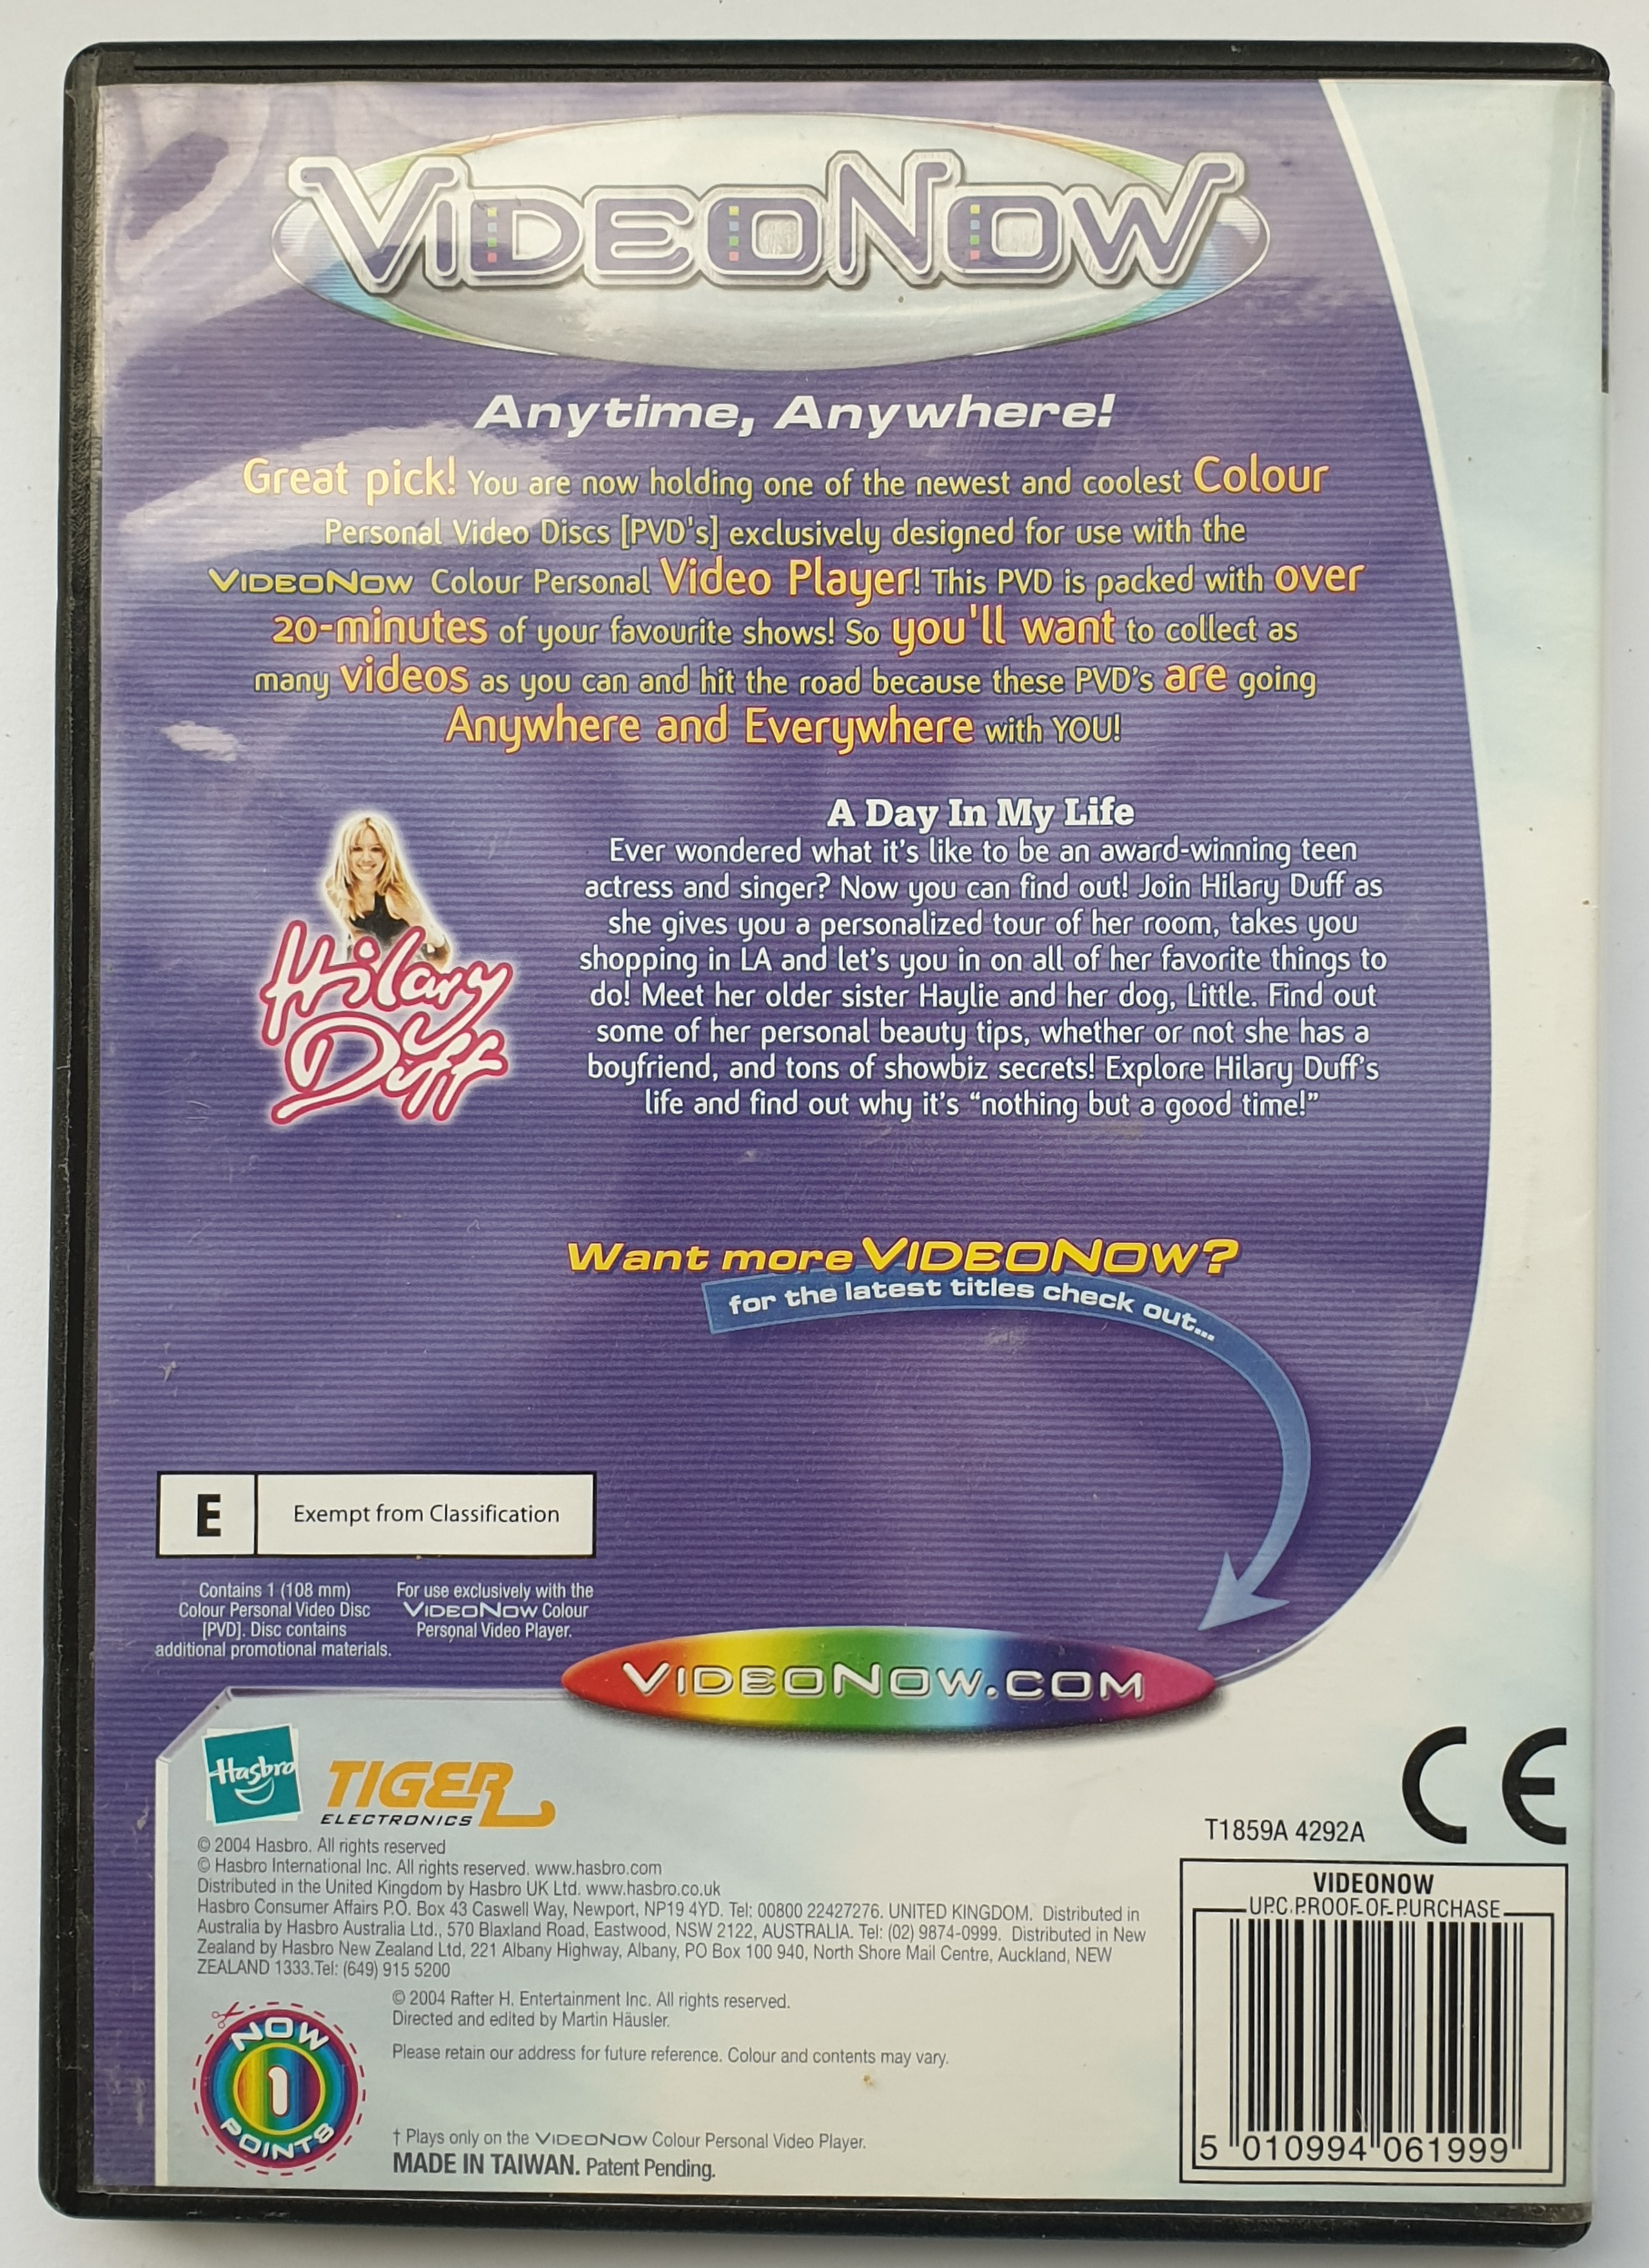 VIDEONOW
Anytime, Anywhere!
Great pick! You are now holding one of the newest and coolest Colour
Personal Video Discs [PVD's] exclusively designed for use with the
VIDEONOW Colour Personal Video Player! This PVD is packed with over
20-minutes of your favourite shows! So you'll want to collect as
many videos as you can and hit the road because these PVD's are going
Anywhere and Everywhere with YOU!
Hilary
Duff
A Day In My Life
Ever wondered what it's like to be an award-winning teen
actress and singer? Now you can find out! Join Hilary Duff as
she gives you a personalized tour of her room, takes you
shopping in LA and let's you in on all of her favorite things to
do! Meet her older sister Haylie and her dog, Little. Find out
some of her personal beauty tips, whether or not she has a
boyfriend, and tons of showbiz secrets! Explore Hilary Duff's
life and find out why it's “nothing but a good time!”
Want more VIDEONOW?
for the latest titles check out...
E Exempt from Classification
Contains 1 (108 mm)
Colour Personal Video Disc
[PVD]. Disc contains
additional promotional materials.
For use exclusively with the
VIDEONOW Colour
Personal Video Player.
VIDEONOW.COM
Hasbro
TIGER
ELECTRONICS
© 2004 Hasbro. All rights reserved
© Hasbro International Inc. All rights reserved. www.hasbro.com
Distributed in the United Kingdom by Hasbro UK Ltd. www.hasbro.co.uk
Hasbro Consumer Affairs P.O. Box 43 Caswell Way, Newport, NP19 4YD. Tel: 00800 22427276. UNITED KINGDOM. Distributed in
Australia by Hasbro Australia Ltd., 570 Blaxland Road, Eastwood, NSW 2122, AUSTRALIA. Tel: (02) 9874-0999. Distributed in New
Zealand by Hasbro New Zealand Ltd, 221 Albany Highway, Albany, PO Box 100 940, North Shore Mail Centre, Auckland, NEW
ZEALAND 1333.Tel: (649) 915 5200
© 2004 Rafter H. Entertainment Inc. All rights reserved.
Directed and edited by Martin Häusler.
Please retain our address for future reference. Colour and contents may vary.
NOW
1
POINTS
† Plays only on the VIDEONOW Colour Personal Video Player.
MADE IN TAIWAN. Patent Pending.
CE
T1859A 4292A
VIDEONOW
UPC PROOF OF PURCHASE
5 010994 061999